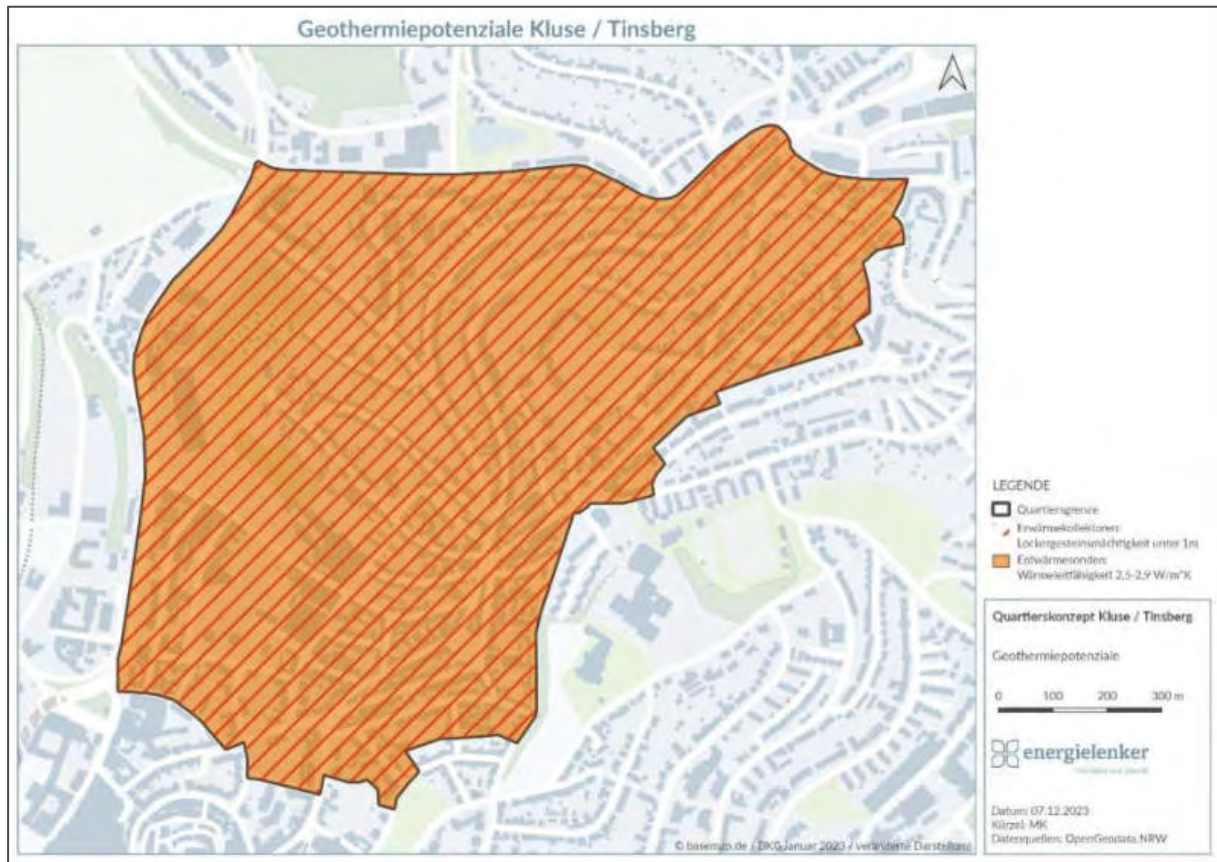 Geothermiepotenziale Kluse / Tinsberg
LEGENDE
Quartiersgrenze
Erwärmekollektoren:
Lockergesteinsmächtigkeit unter 1m
Entwärmesonden:
Wärmeleitfähigkeit 2,5-2,9 W/m*K
Quartierskonzept Kluse / Tinsberg
Geothermiepotenziale
0 100 200 300 m
energielenker
Datum: 07.12.2023
Kürzel: MK
Datenquellen: OpenGeodata.NRW
© basemap.de / BKG Januar 2023 / veränderte Darstellung